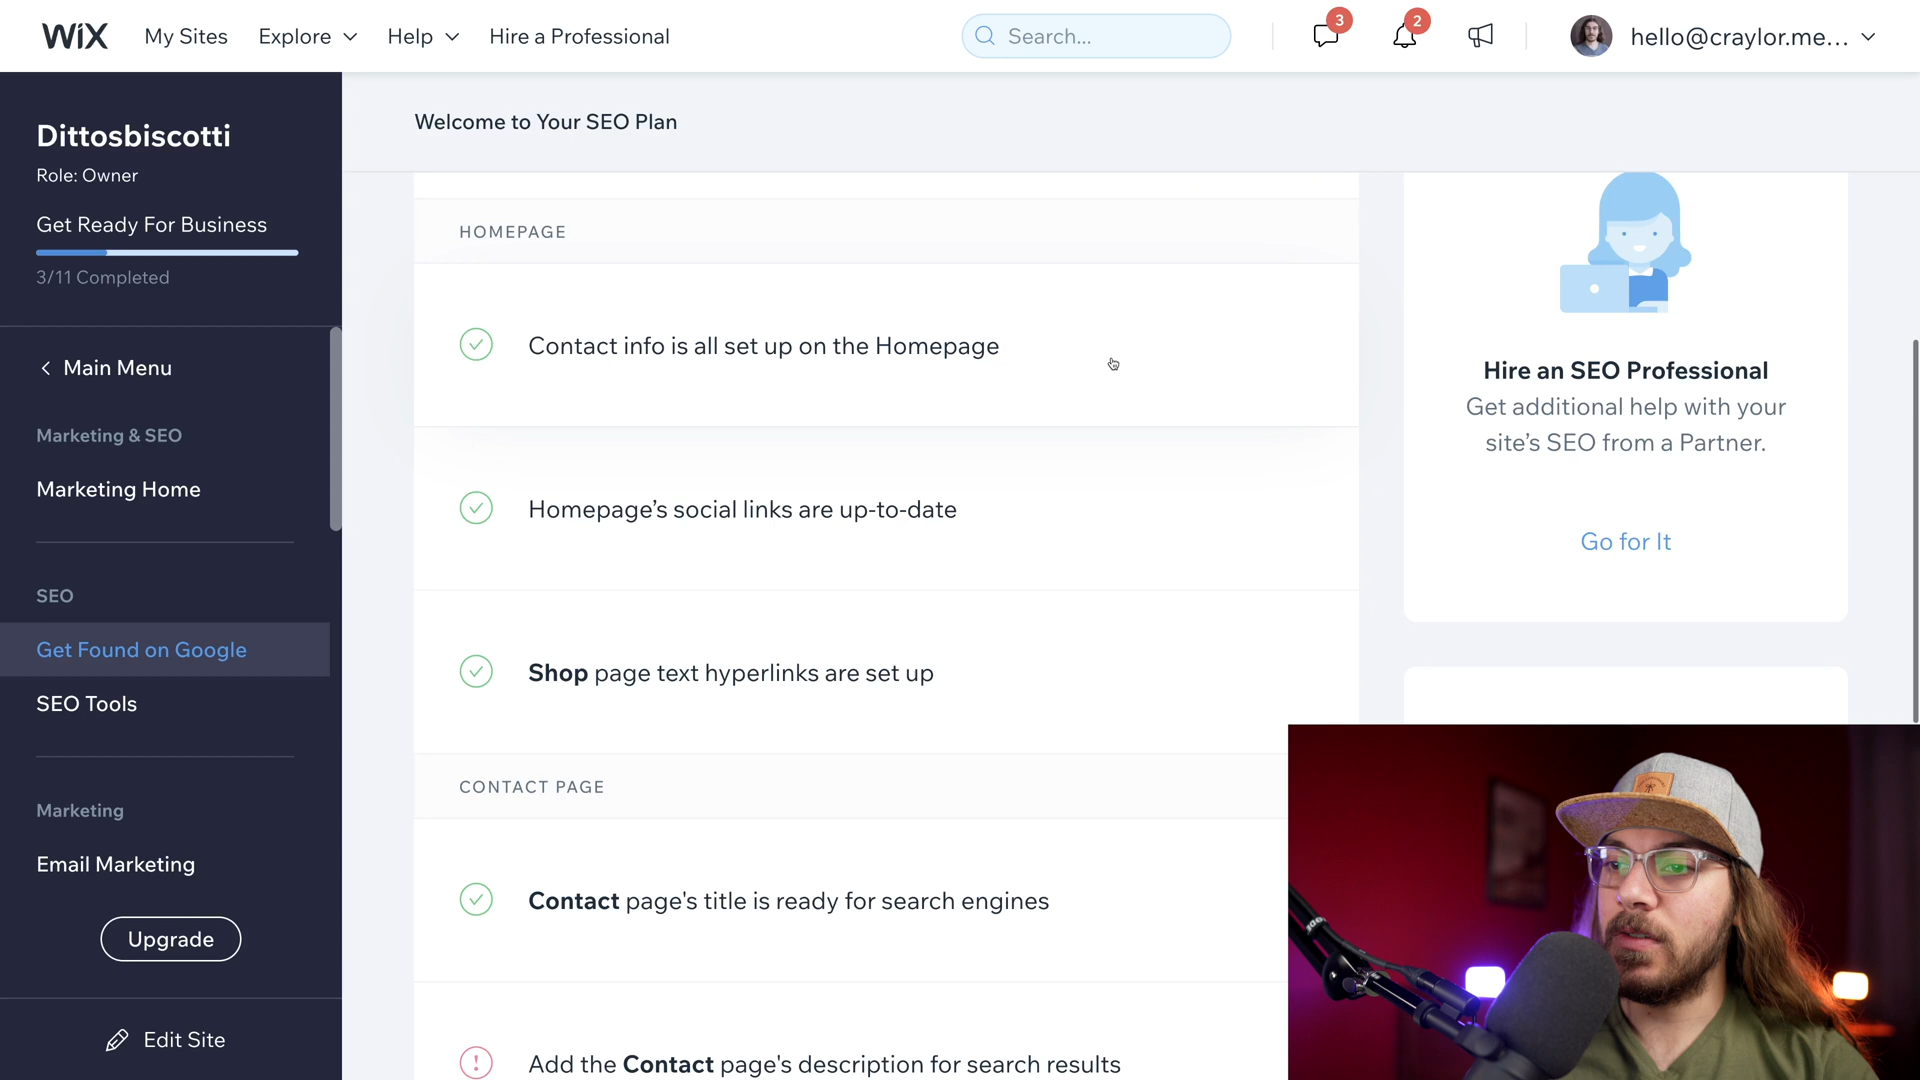 WiX My Sites Explore Help Hire a Professional Search... 3 2 hello@craylor.me...
Dittosbiscotti
Role: Owner
Get Ready For Business
3/11 Completed
Main Menu
Marketing & SEO
Marketing Home
SEO
Get Found on Google
SEO Tools
Marketing
Email Marketing
Upgrade
Edit Site
Welcome to Your SEO Plan
HOMEPAGE
Contact info is all set up on the Homepage
Homepage’s social links are up-to-date
Shop page text hyperlinks are set up
CONTACT PAGE
Contact page's title is ready for search engines
Add the Contact page's description for search results
Hire an SEO Professional
Get additional help with your
site’s SEO from a Partner.
Go for It